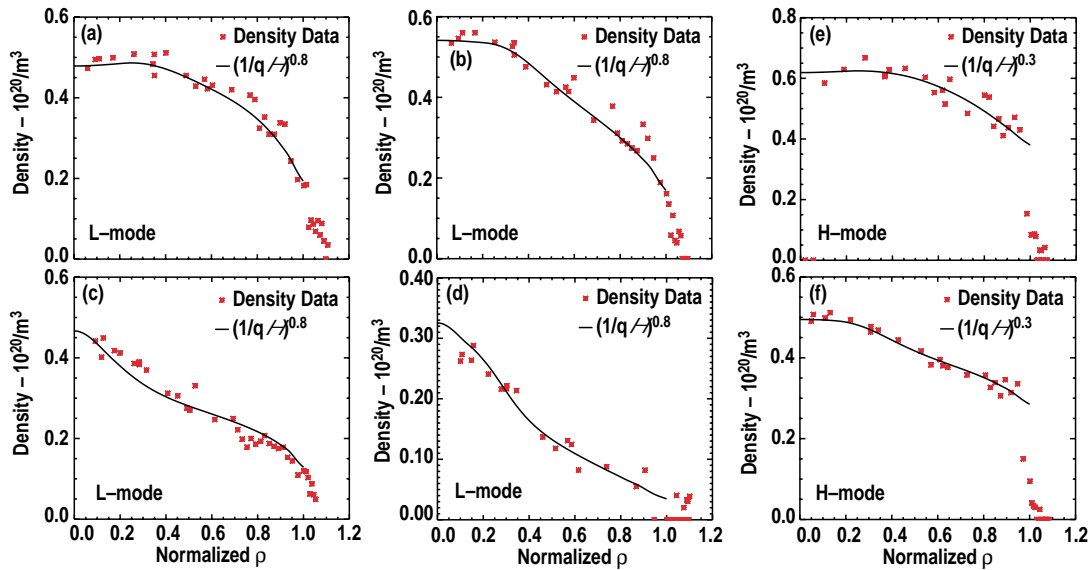 (a)
Density Data
(1/q
)0.8
Density – 10^20/m^3
0.6
0.4
0.2
0.0
L–mode
(b)
Density Data
(1/q
)0.8
Density – 10^20/m^3
0.6
0.4
0.2
0.0
L–mode
(e)
Density Data
(1/q
)0.3
Density – 10^20/m^3
0.8
0.6
0.4
0.2
0.0
H–mode
(c)
Density Data
(1/q
)0.8
Density – 10^20/m^3
0.6
0.4
0.2
0.0
L–mode
0.0 0.2 0.4 0.6 0.8 1.0 1.2
Normalized ρ
(d)
Density Data
(1/q
)0.8
Density – 10^20/m^3
0.40
0.30
0.20
0.10
0.00
L–mode
0.0 0.2 0.4 0.6 0.8 1.0 1.2
Normalized ρ
(f)
Density Data
(1/q
)0.3
Density – 10^20/m^3
0.6
0.4
0.2
0.0
H–mode
0.0 0.2 0.4 0.6 0.8 1.0 1.2
Normalized ρ